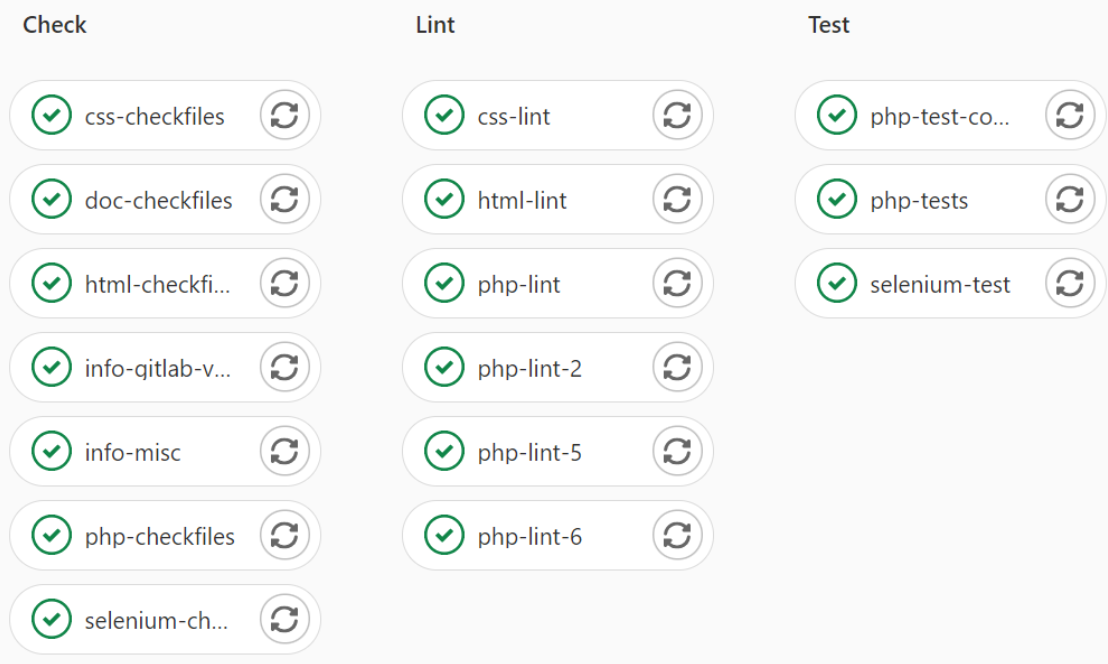 Check
css-checkfiles
doc-checkfiles
html-checkfi...
info-gitlab-v...
info-misc
php-checkfiles
selenium-ch...
Lint
css-lint
html-lint
php-lint
php-lint-2
php-lint-5
php-lint-6
Test
php-test-co...
php-tests
selenium-test